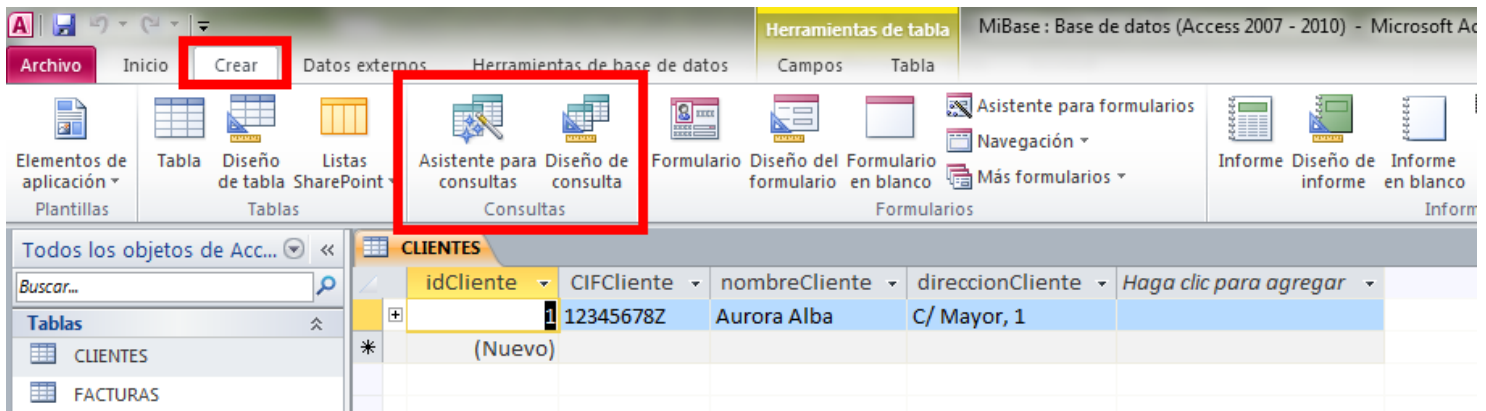 Herramientas de tabla MiBase : Base de datos (Access 2007 - 2010) - Microsoft Ac
Archivo Inicio Crear Datos externos Herramientas de base de datos Campos Tabla
Elementos de aplicación
Tabla
Diseño de tabla
Listas SharePoint
Asistente para consultas
Diseño de consulta
Formulario
Diseño del formulario
Formulario en blanco
Asistente para formularios
Navegación
Más formularios
Informe
Diseño de informe
Informe en blanco
Plantillas Tablas Consultas Formularios Inform
Todos los objetos de Acc... «
CLIENTES
Buscar...
idCliente CIFCliente nombreCliente direccionCliente Haga clic para agregar
Tablas
1 12345678Z Aurora Alba C/ Mayor, 1
CLIENTES
(Nuevo)
FACTURAS